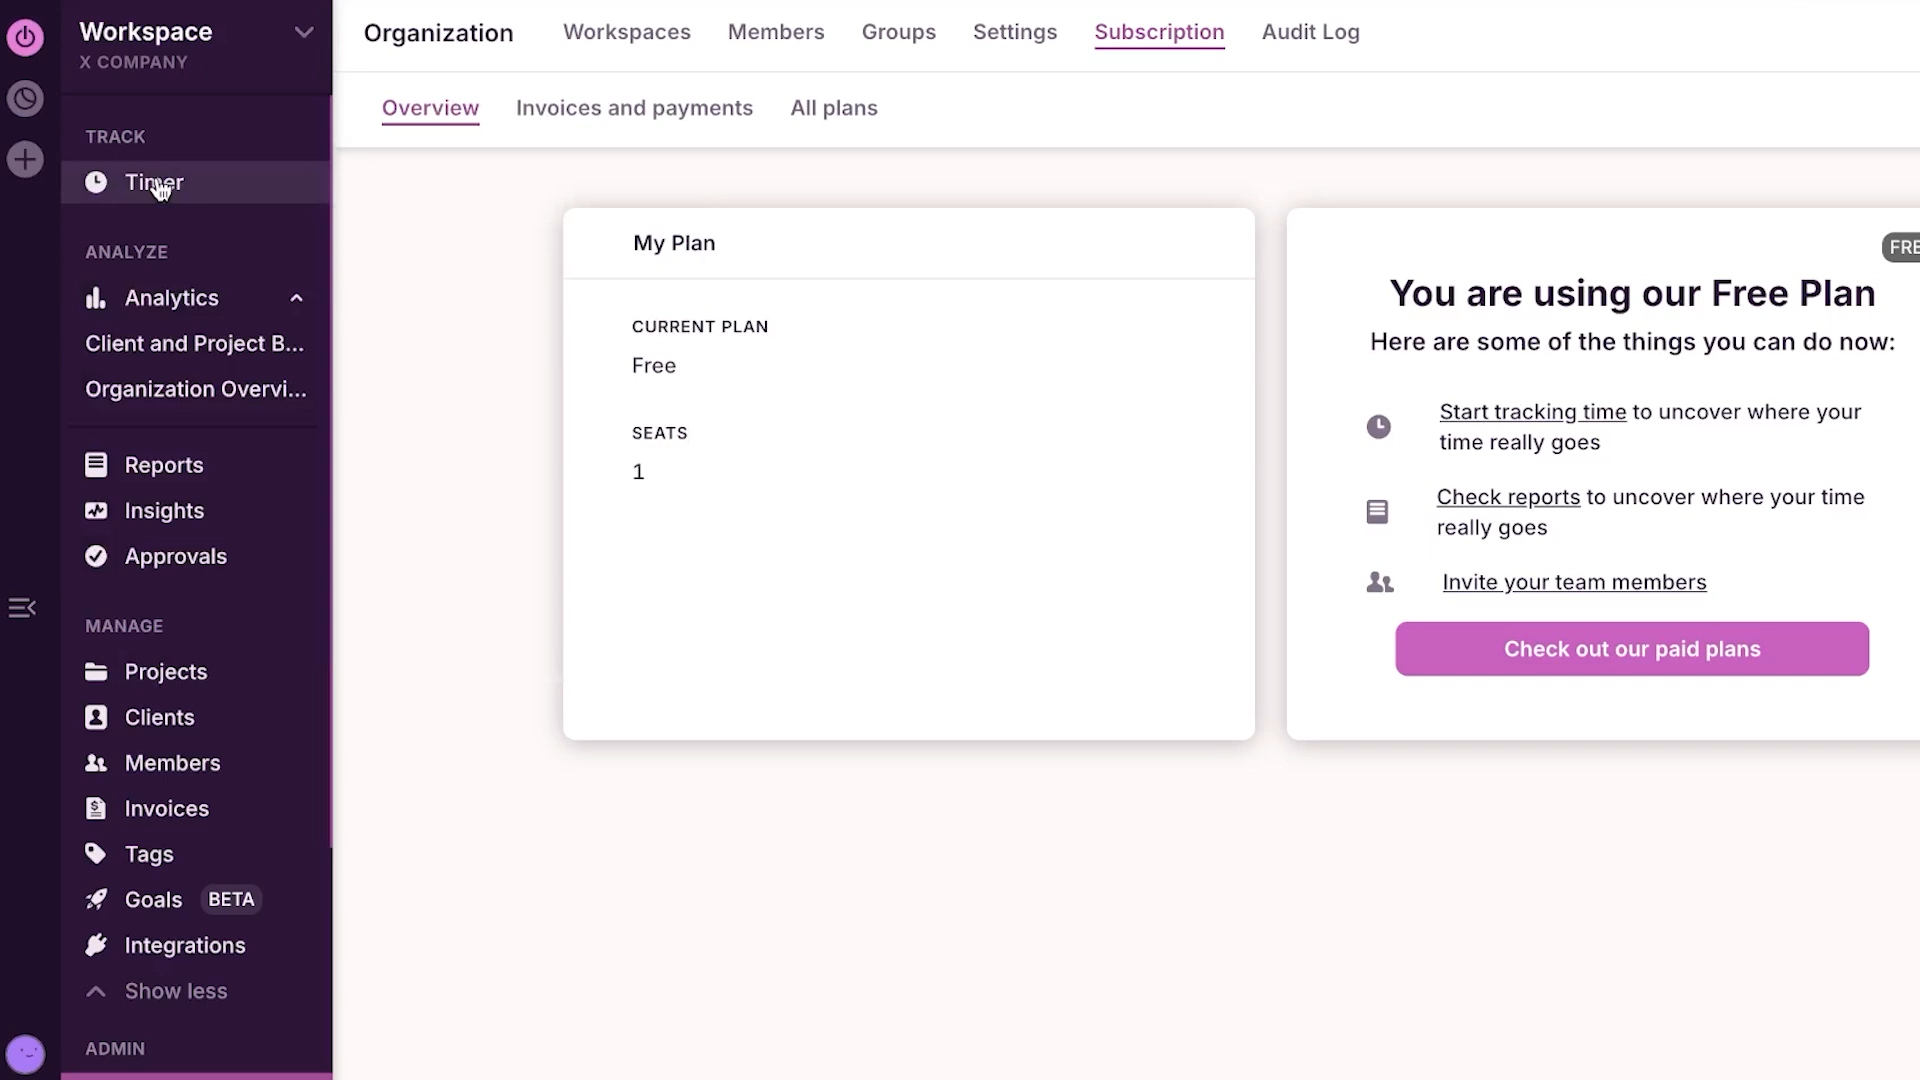 Workspace
X COMPANY
TRACK
Timer
ANALYZE
Analytics
Client and Project B...
Organization Overvi...
Reports
Insights
Approvals
MANAGE
Projects
Clients
Members
Invoices
Tags
Goals BETA
Integrations
Show less
ADMIN
Organization Workspaces Members Groups Settings Subscription Audit Log
Overview Invoices and payments All plans
My Plan
CURRENT PLAN
Free
SEATS
1
FRE
You are using our Free Plan
Here are some of the things you can do now:
Start tracking time to uncover where your
time really goes
Check reports to uncover where your time
really goes
Invite your team members
Check out our paid plans